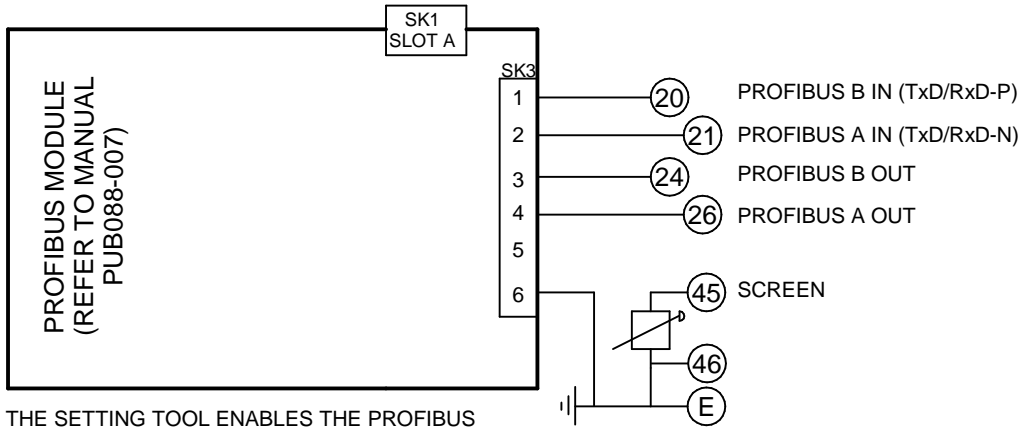 SK1
SLOT A
PROFIBUS MODULE
(REFER TO MANUAL
PUB088-007)
SK3
1
20
PROFIBUS B IN (TxD/RxD-P)
2
21
PROFIBUS A IN (TxD/RxD-N)
3
24
PROFIBUS B OUT
4
26
PROFIBUS A OUT
5
6
45
SCREEN
46
E
THE SETTING TOOL ENABLES THE PROFIBUS